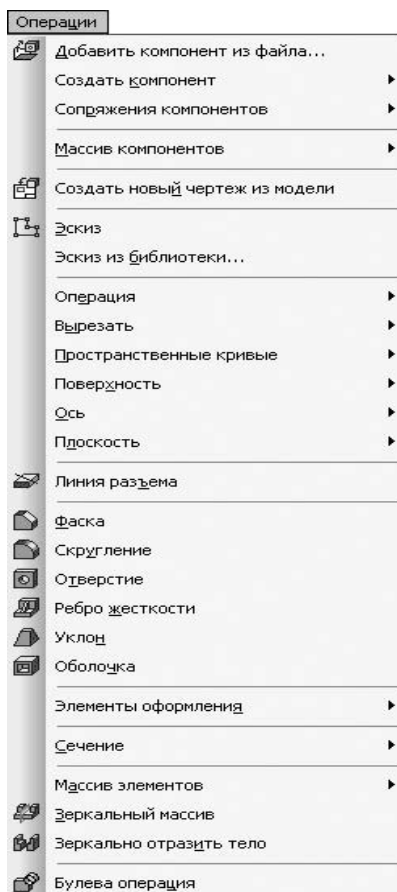 Операции
Добавить компонент из файла...
Создать компонент
Сопряжения компонентов
Массив компонентов
Создать новый чертеж из модели
Эскиз
Эскиз из библиотеки...
Операция
Вырезать
Пространственные кривые
Поверхность
Ось
Плоскость
Линия разъема
Фаска
Скругление
Отверстие
Ребро жесткости
Уклон
Оболочка
Элементы оформления
Сечение
Массив элементов
Зеркальный массив
Зеркально отразить тело
Булева операция